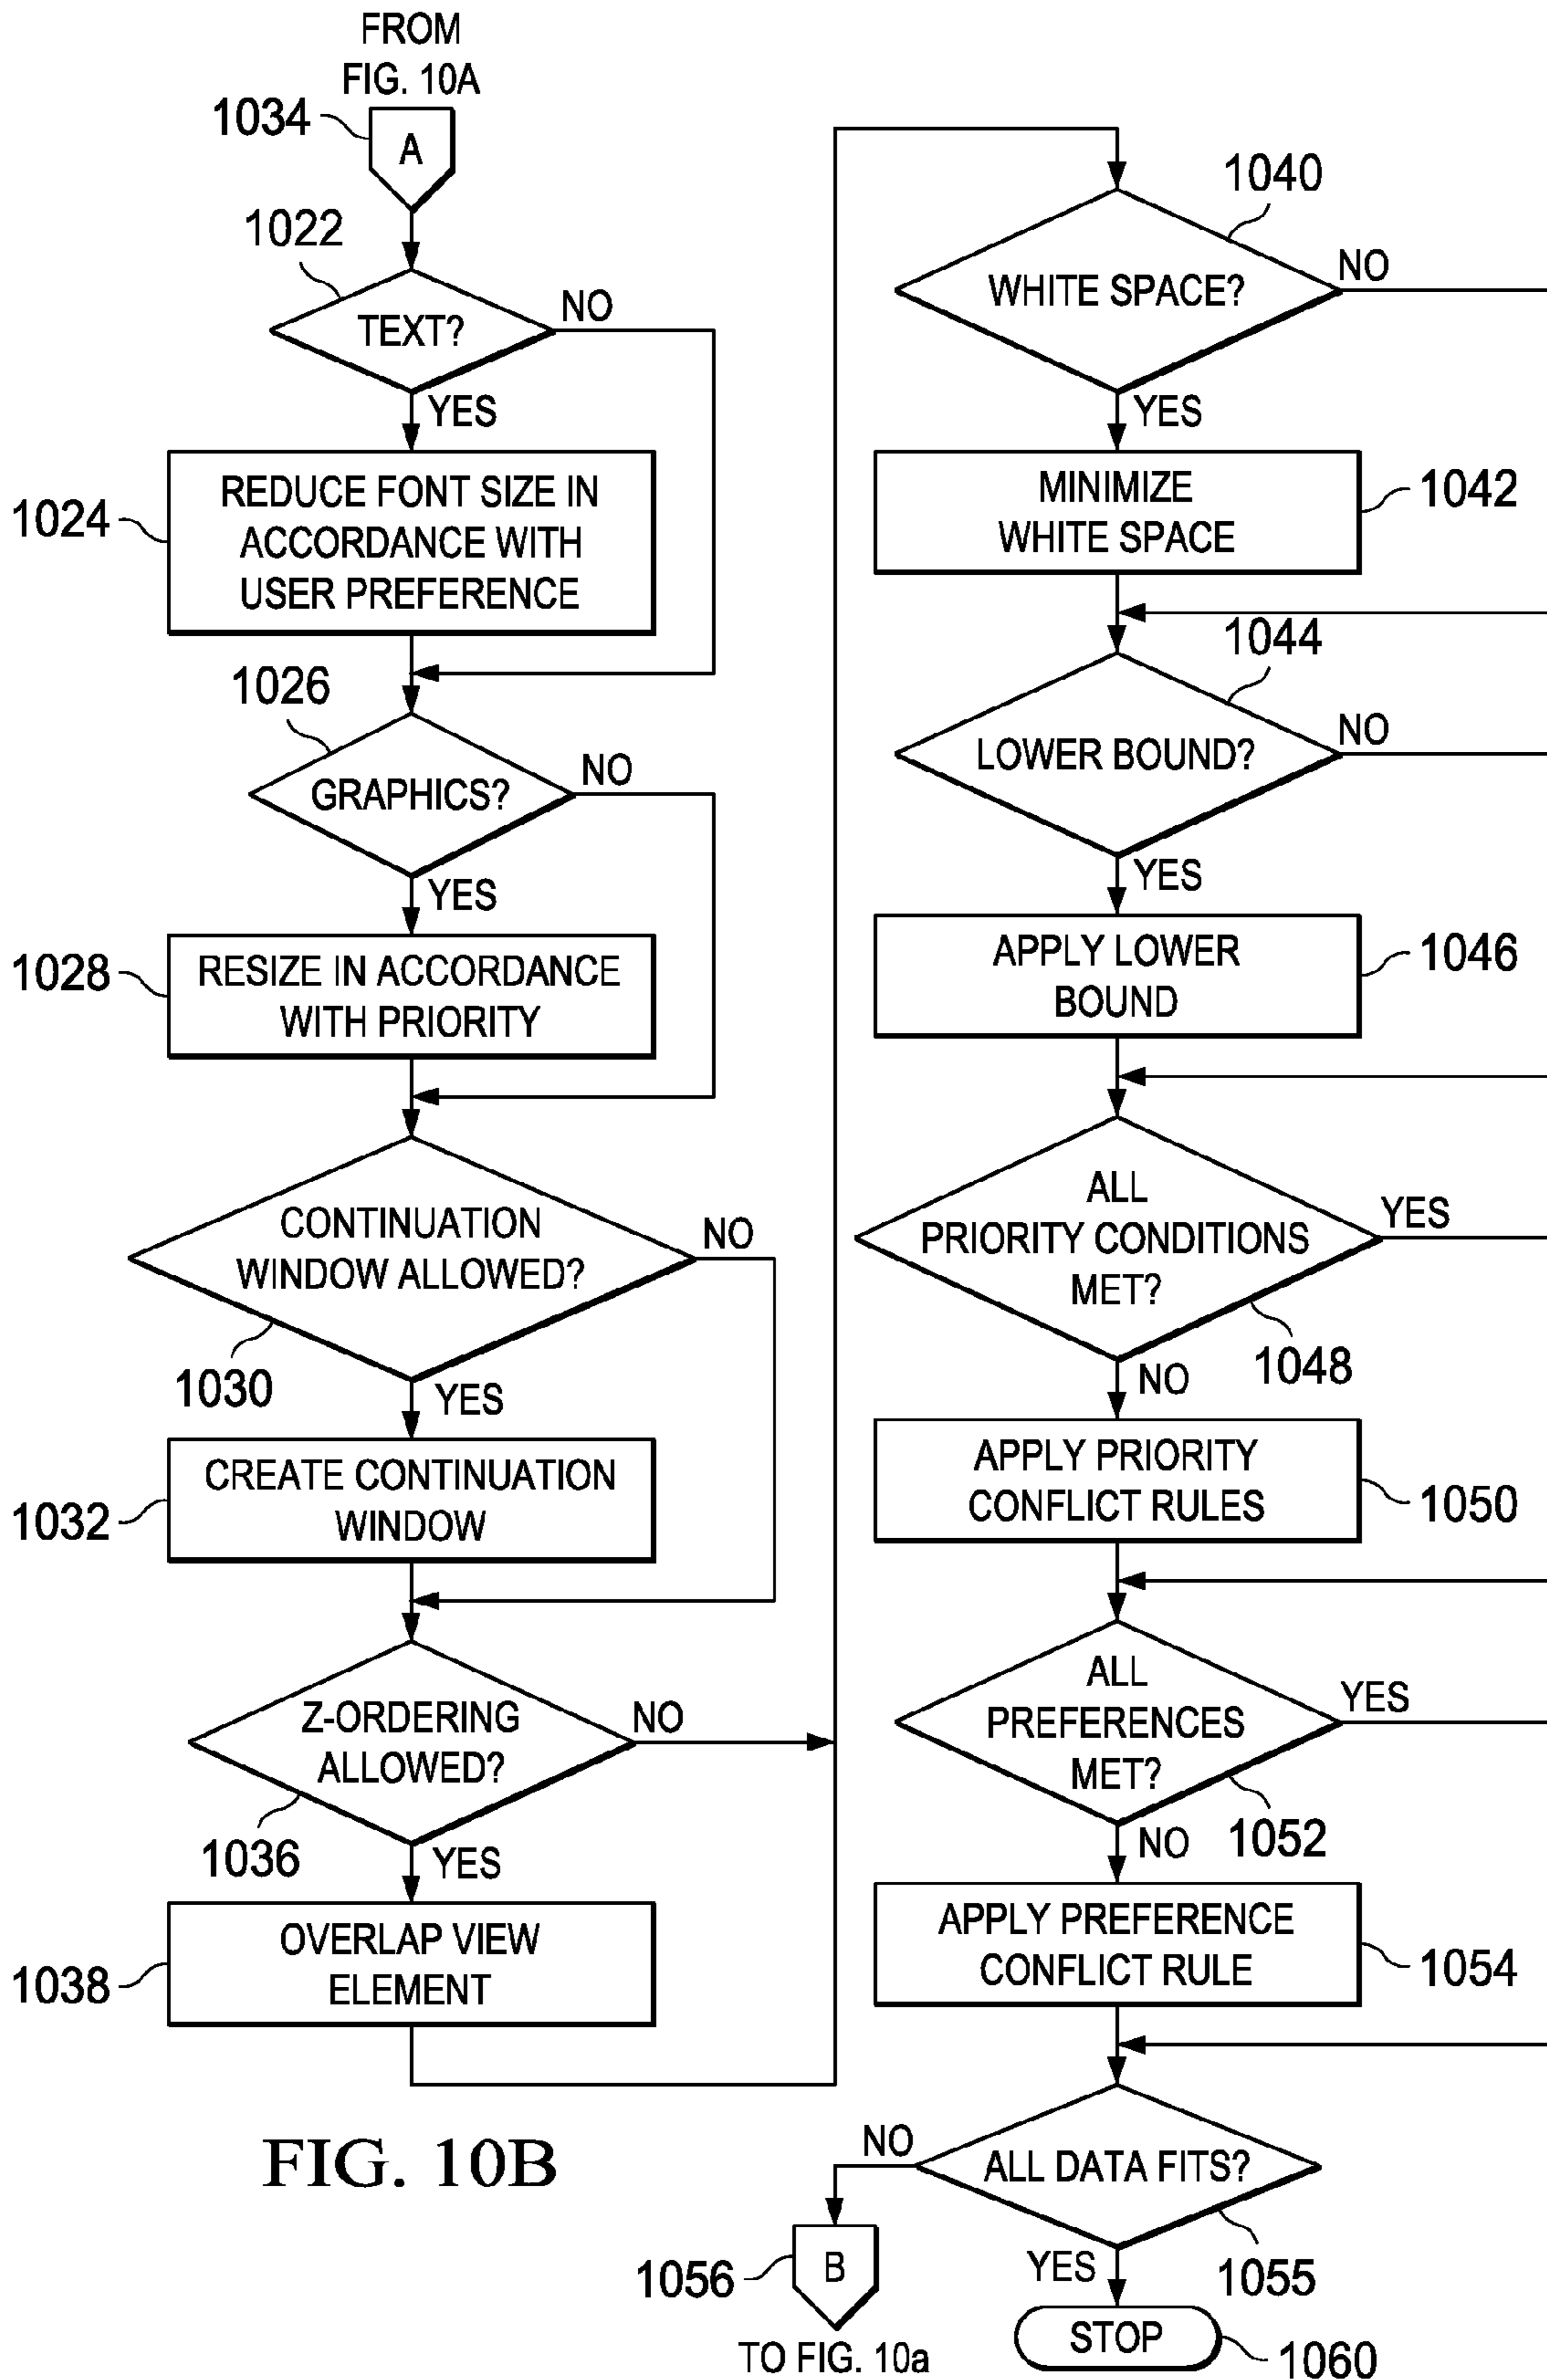 FROM
FIG. 10A
1034
A
1022
TEXT?
NO
YES
1024
REDUCE FONT SIZE IN
ACCORDANCE WITH
USER PREFERENCE
1026
GRAPHICS?
NO
YES
1028
RESIZE IN ACCORDANCE
WITH PRIORITY
CONTINUATION
WINDOW ALLOWED?
NO
1030
YES
1032
CREATE CONTINUATION
WINDOW
Z-ORDERING
ALLOWED?
NO
1036
YES
1038
OVERLAP VIEW
ELEMENT
1040
WHITE SPACE?
NO
YES
MINIMIZE
WHITE SPACE
1042
1044
LOWER BOUND?
NO
YES
APPLY LOWER
BOUND
1046
ALL
PRIORITY CONDITIONS
MET?
YES
1048
NO
APPLY PRIORITY
CONFLICT RULES
1050
ALL
PREFERENCES
MET?
YES
1052
NO
APPLY PREFERENCE
CONFLICT RULE
1054
ALL DATA FITS?
NO
1055
YES
1056
B
TO FIG. 10a
STOP
1060
FIG. 10B